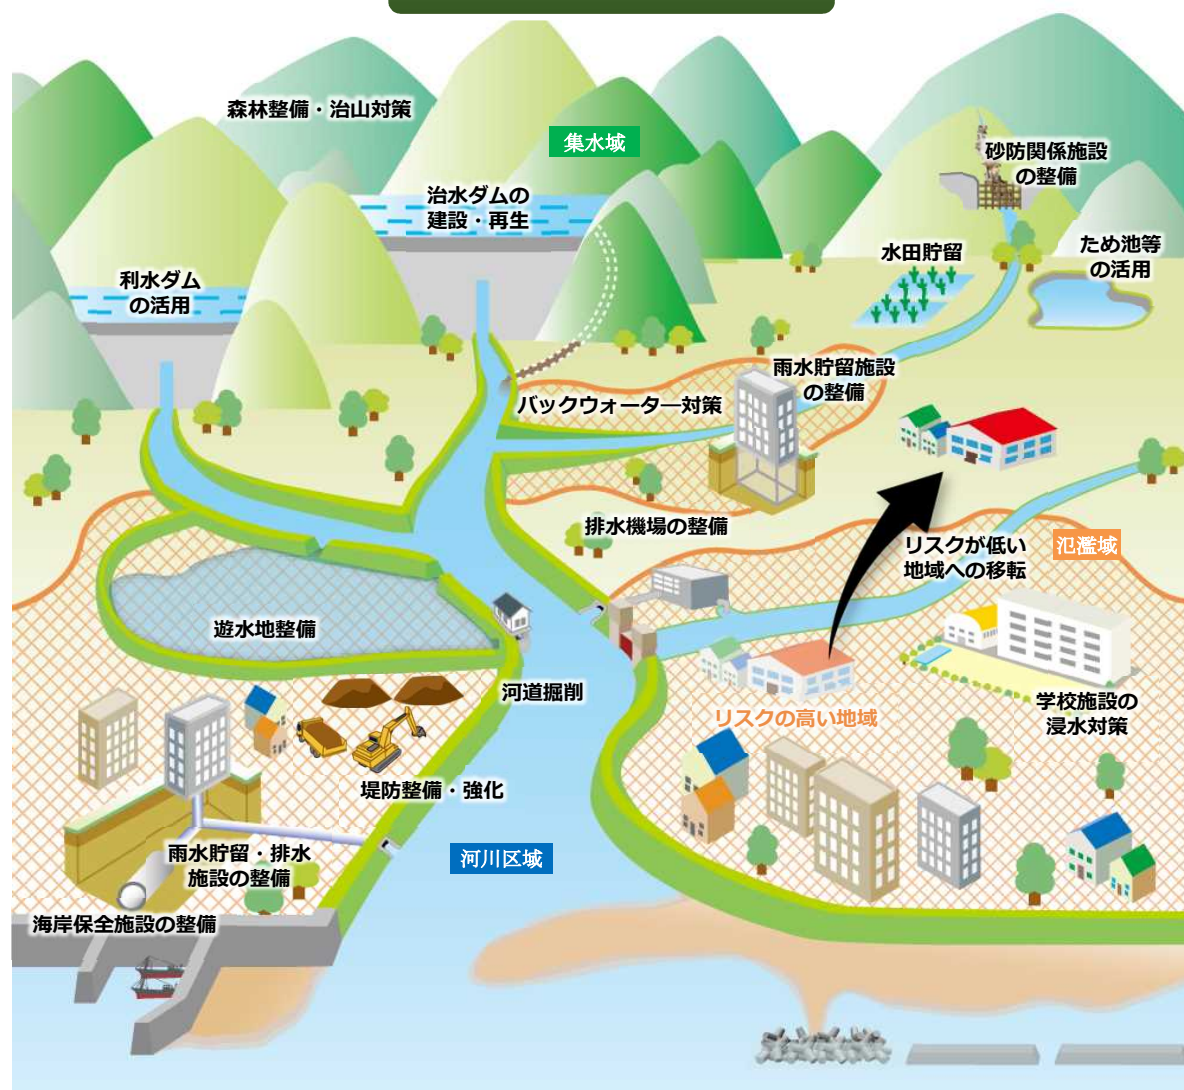 森林整備・治山対策
集水域
砂防関係施設
の整備
治水ダムの
建設・再生
水田貯留
ため池等
の活用
利水ダム
の活用
雨水貯留施設
の整備
バックウォーター対策
排水機場の整備
リスクが低い
地域への移転
氾濫域
遊水地整備
河道掘削
リスクの高い地域
学校施設の
浸水対策
堤防整備・強化
雨水貯留・排水
施設の整備
河川区域
海岸保全施設の整備